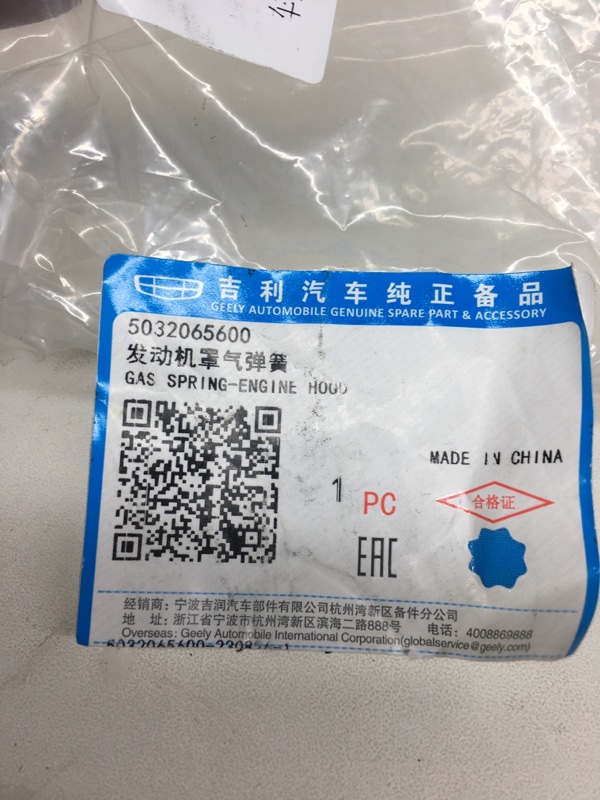 吉利汽车纯正备品
GEELY AUTOMOBILE GENUINE SPARE PART & ACCESSORY
5032065600
发动机罩气弹簧
GAS SPRING-ENGINE HOOD
MADE IN CHINA
1 PC
合格证
EAC
经销商：宁波吉润汽车部件有限公司杭州湾新区备件分公司
地 址：浙江省宁波市杭州湾新区滨海二路888号 电话：4008869888
Overseas: Geely Automobile International Corporation(globalservice@geely.com)